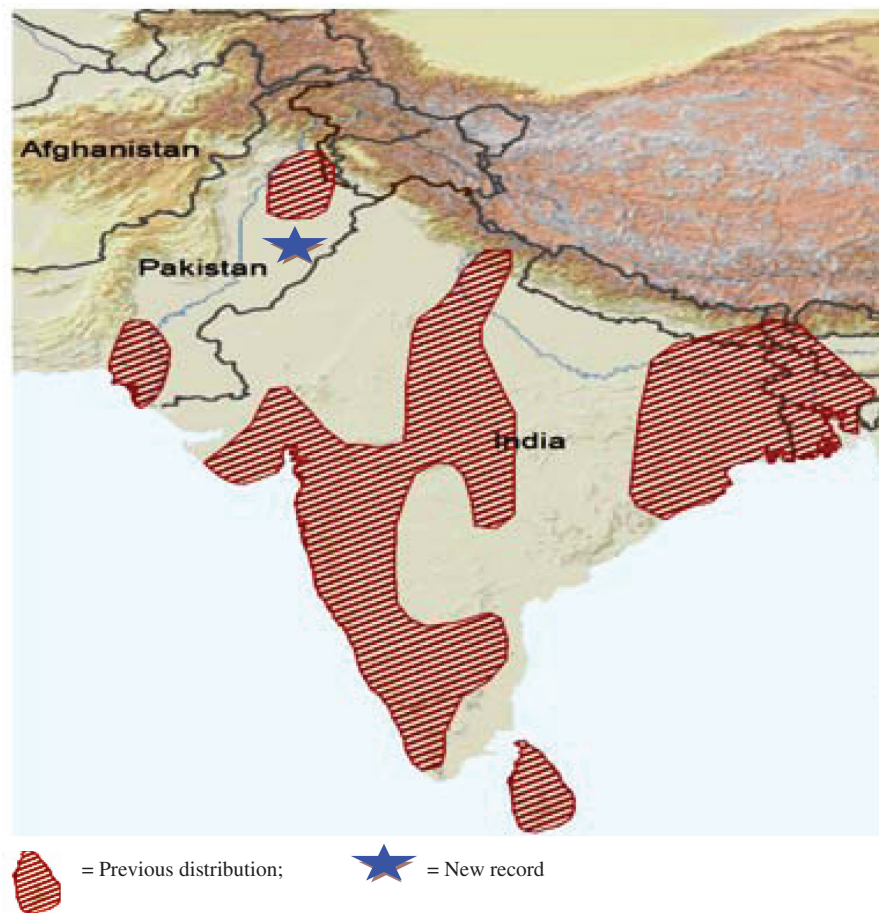 Afghanistan
Pakistan
India
= Previous distribution; = New record